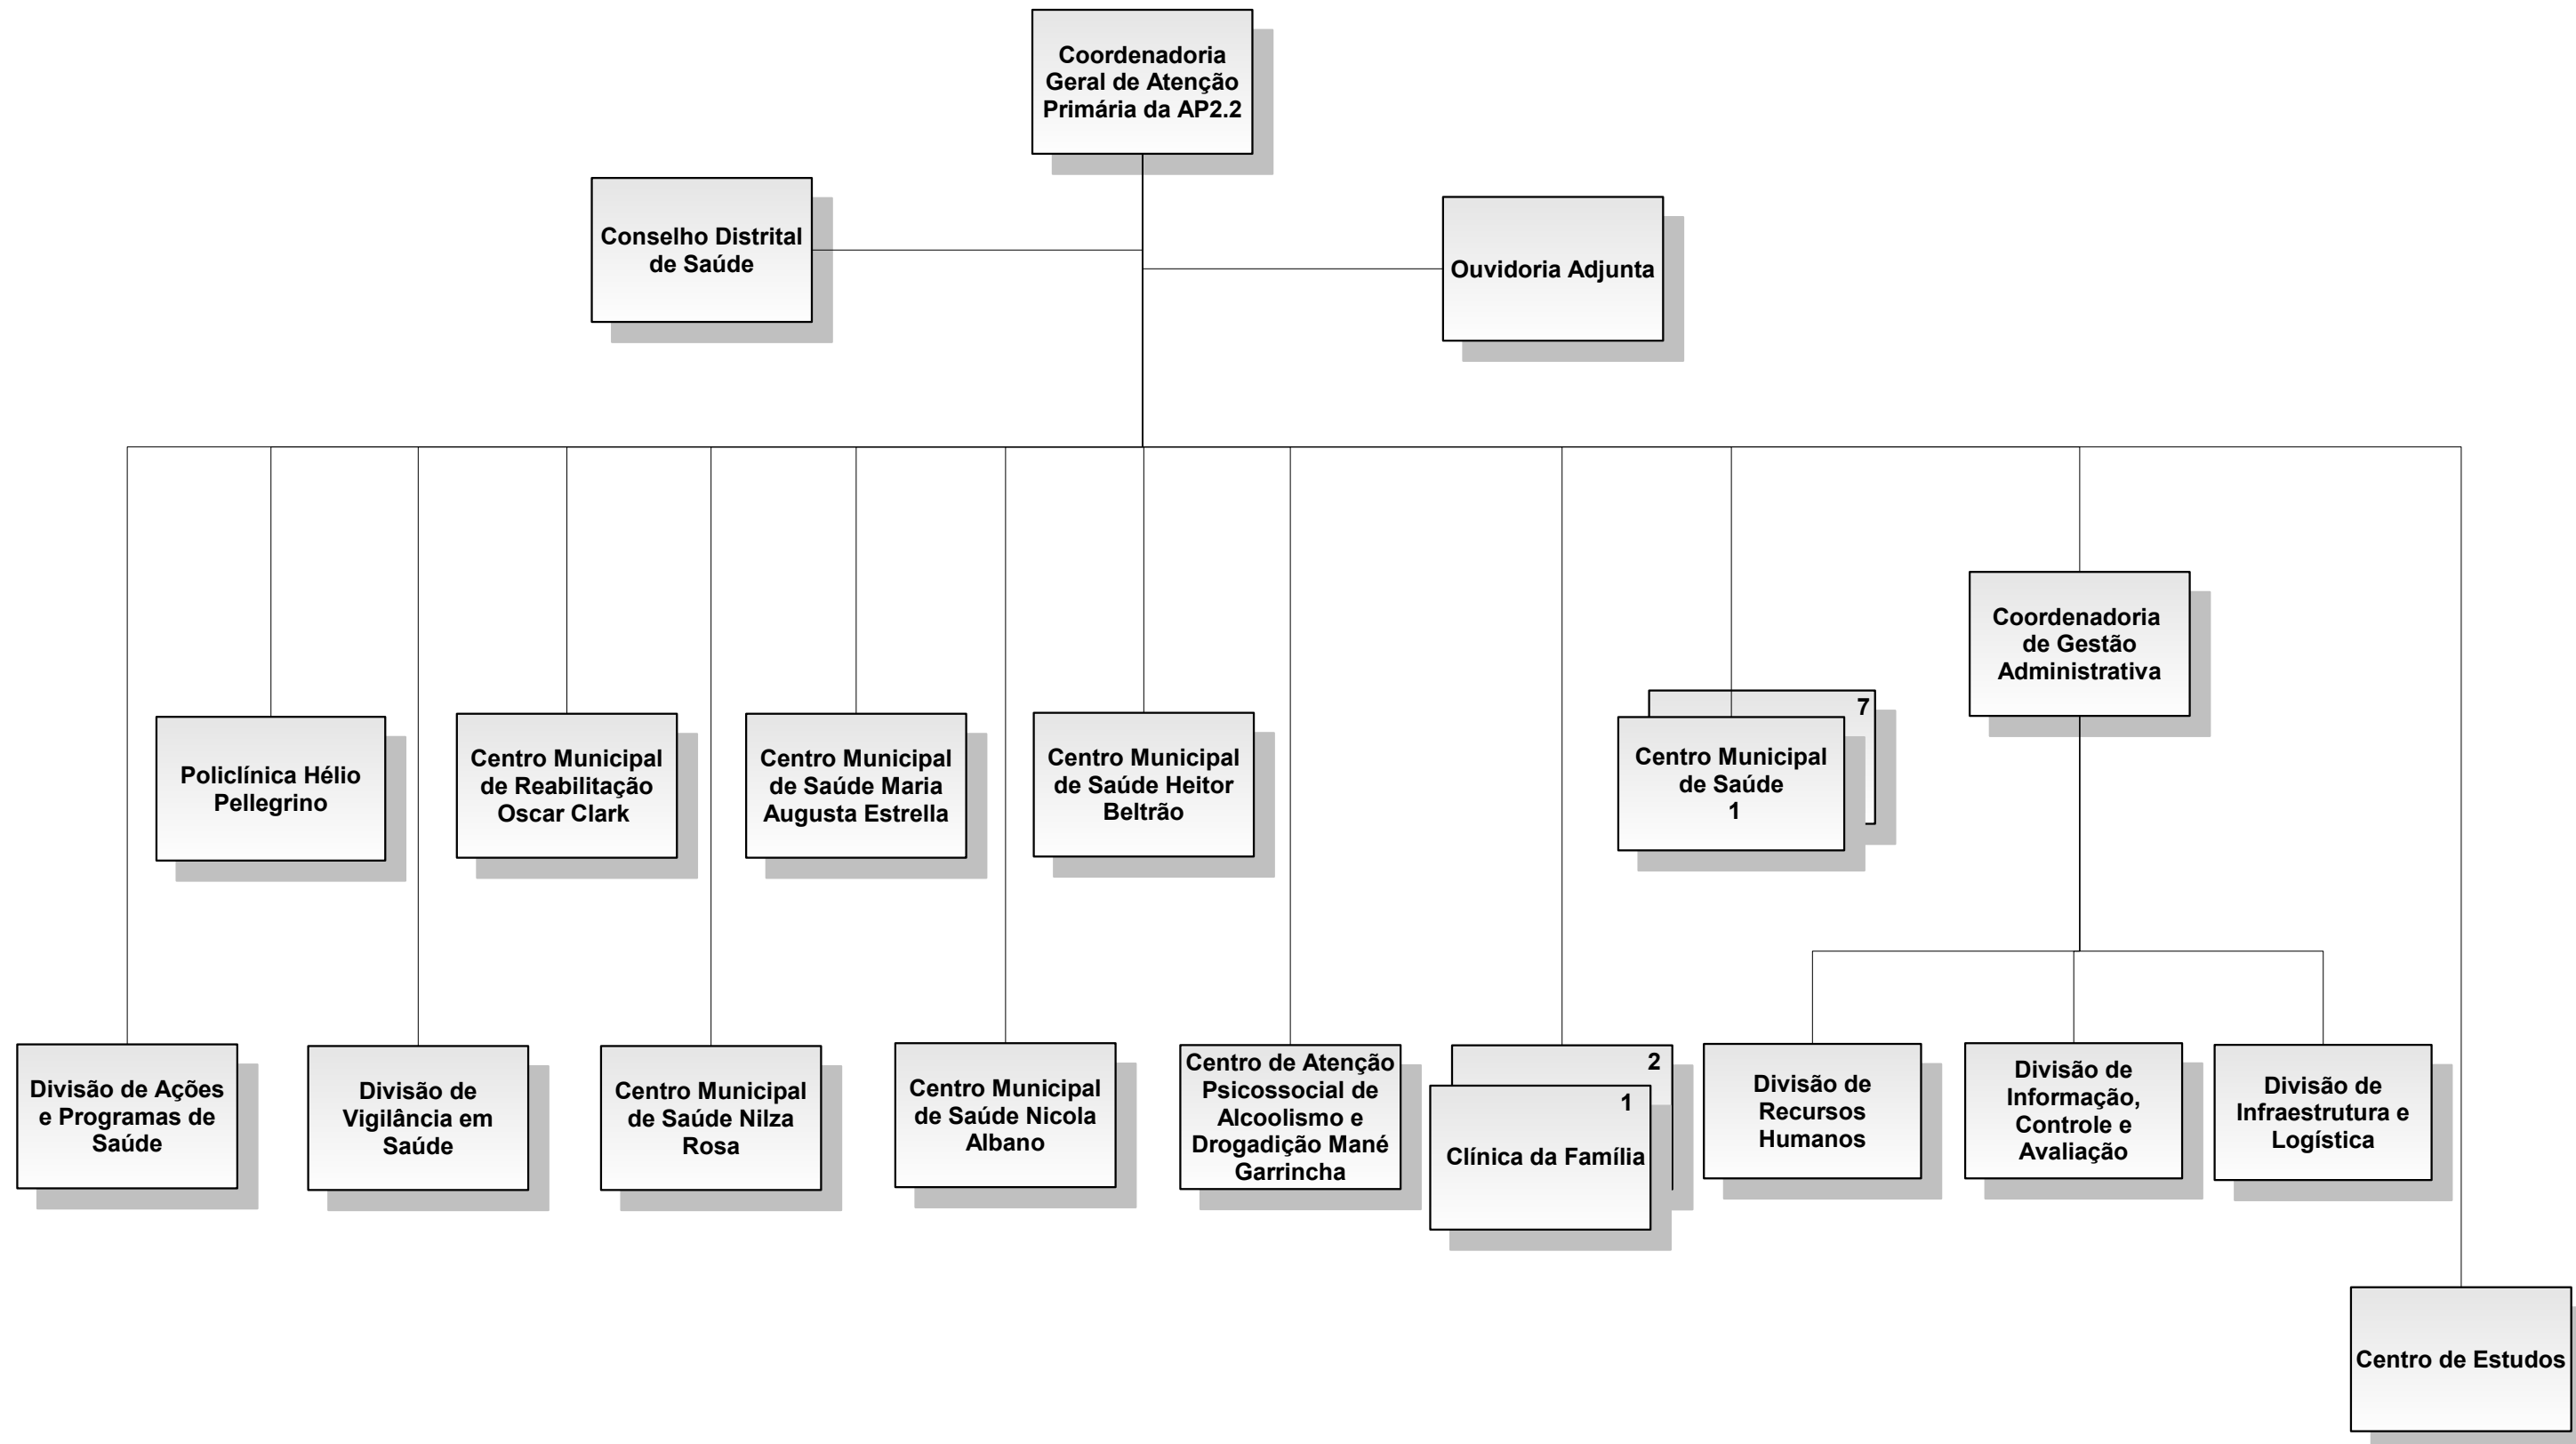 Coordenadoria
Geral de Atenção
Primária da AP2.2
Conselho Distrital
de Saúde
Ouvidoria Adjunta
Coordenadoria
de Gestão
Administrativa
Policlínica Hélio
Pellegrino
Centro Municipal
de Reabilitação
Oscar Clark
Centro Municipal
de Saúde Maria
Augusta Estrella
Centro Municipal
de Saúde Heitor
Beltrão
7
Centro Municipal
de Saúde
1
Divisão de Ações
e Programas de
Saúde
Divisão de
Vigilância em
Saúde
Centro Municipal
de Saúde Nilza
Rosa
Centro Municipal
de Saúde Nicola
Albano
Centro de Atenção
Psicossocial de
Alcoolismo e
Drogadição Mané
Garrincha
2
1
Clínica da Família
Divisão de
Recursos
Humanos
Divisão de
Informação,
Controle e
Avaliação
Divisão de
Infraestrutura e
Logística
Centro de Estudos